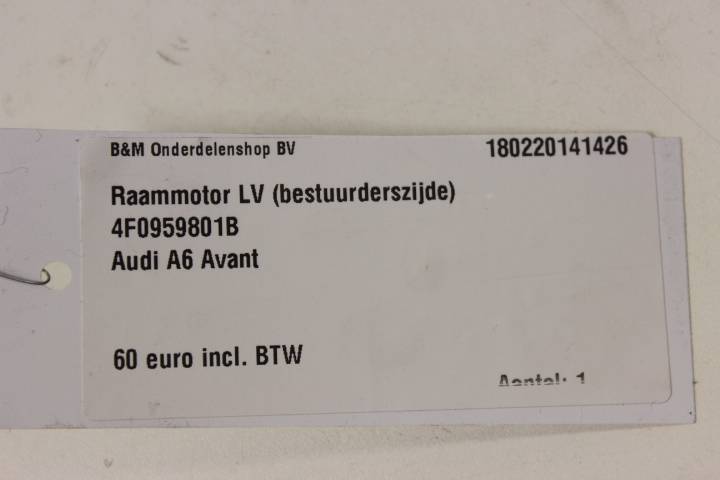 B&M Onderdelenshop BV 180220141426
Raammotor LV (bestuurderszijde)
4F0959801B
Audi A6 Avant
60 euro incl. BTW
Aantal: 1